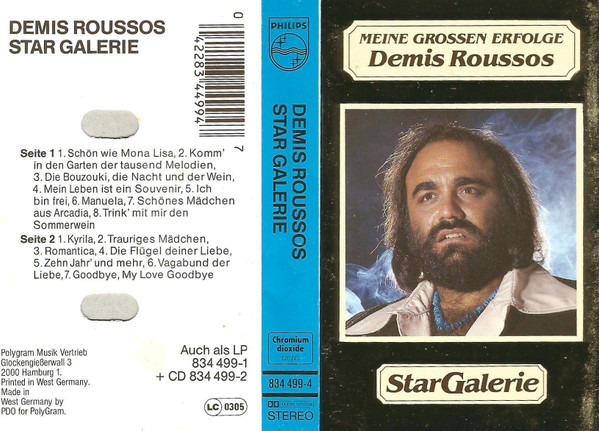 DEMIS ROUSSOS
STAR GALERIE
0
42283 44994
7
Seite 1 1. Schön wie Mona Lisa, 2. Komm'
in den Garten der tausend Melodien,
3. Die Bouzouki, die Nacht und der Wein,
4. Mein Leben ist ein Souvenir, 5. Ich
bin frei, 6. Manuela, 7. Schönes Mädchen
aus Arcadia, 8. Trink' mit mir den
Sommerwein
Seite 2 1. Kyrila, 2. Trauriges Mädchen,
3. Romantica, 4. Die Flügel deiner Liebe,
5. Zehn Jahr' und mehr, 6. Vagabund der
Liebe, 7. Goodbye, My Love Goodbye
Polygram Musik Vertrieb
Glockengießerwall 3
2000 Hamburg 1.
Printed in West Germany.
Made in
West Germany by
PDO for PolyGram.
Auch als LP
834 499-1
+ CD 834 499-2
LC 0305
PHILIPS
DEMIS ROUSSOS
STAR GALERIE
Chromium
dioxide
834 499-4
STEREO
MEINE GROSSEN ERFOLGE
Demis Roussos
StarGalerie